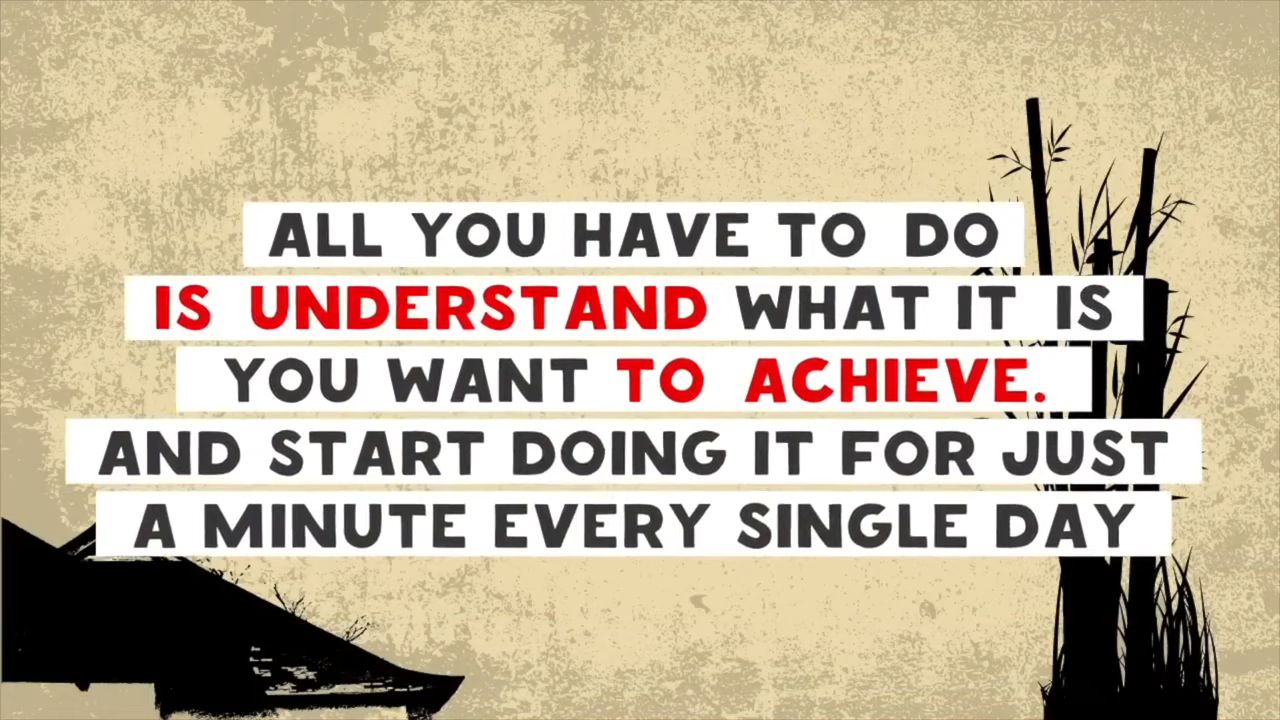 ALL YOU HAVE TO DO
IS UNDERSTAND WHAT IT IS
YOU WANT TO ACHIEVE.
AND START DOING IT FOR JUST
A MINUTE EVERY SINGLE DAY